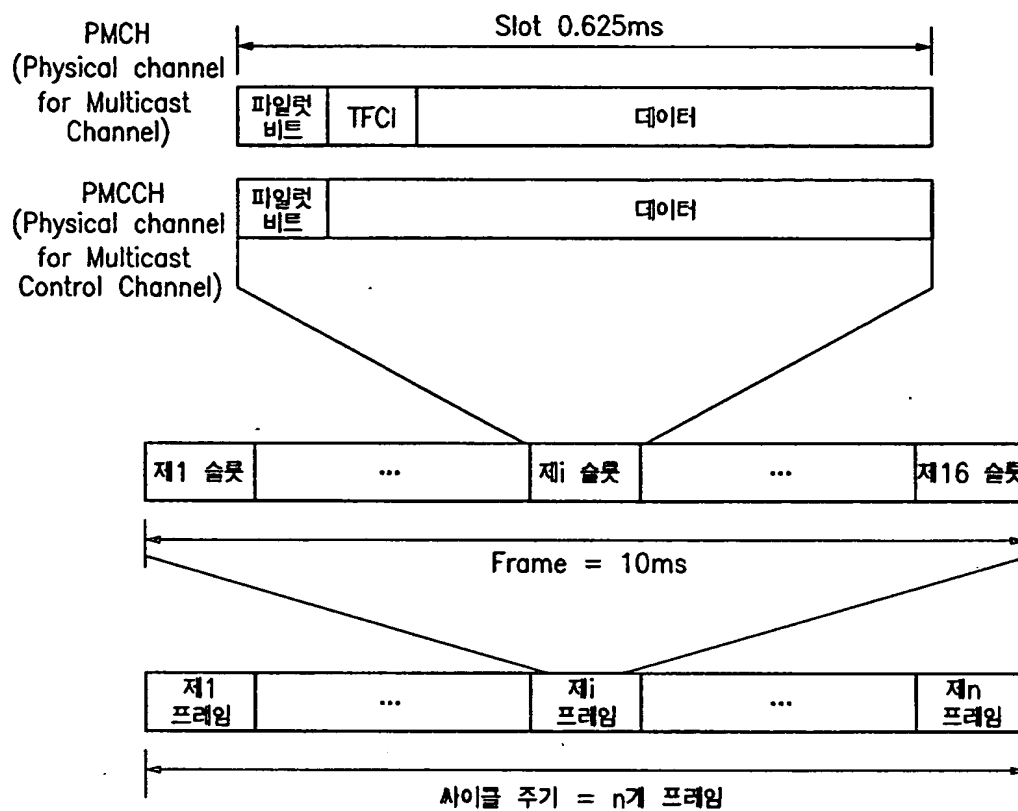 PMCH
(Physical channel
for Multicast
Channel)
Slot 0.625ms
파일럿
비트
TFCI
데이터
PMCCH
(Physical channel
for Multicast
Control Channel)
파일럿
비트
데이터
제1 슬롯
...
제i 슬롯
...
제16 슬롯
Frame = 10ms
제1
프레임
...
제i
프레임
...
제n
프레임
싸이클 주기 = n개 프레임